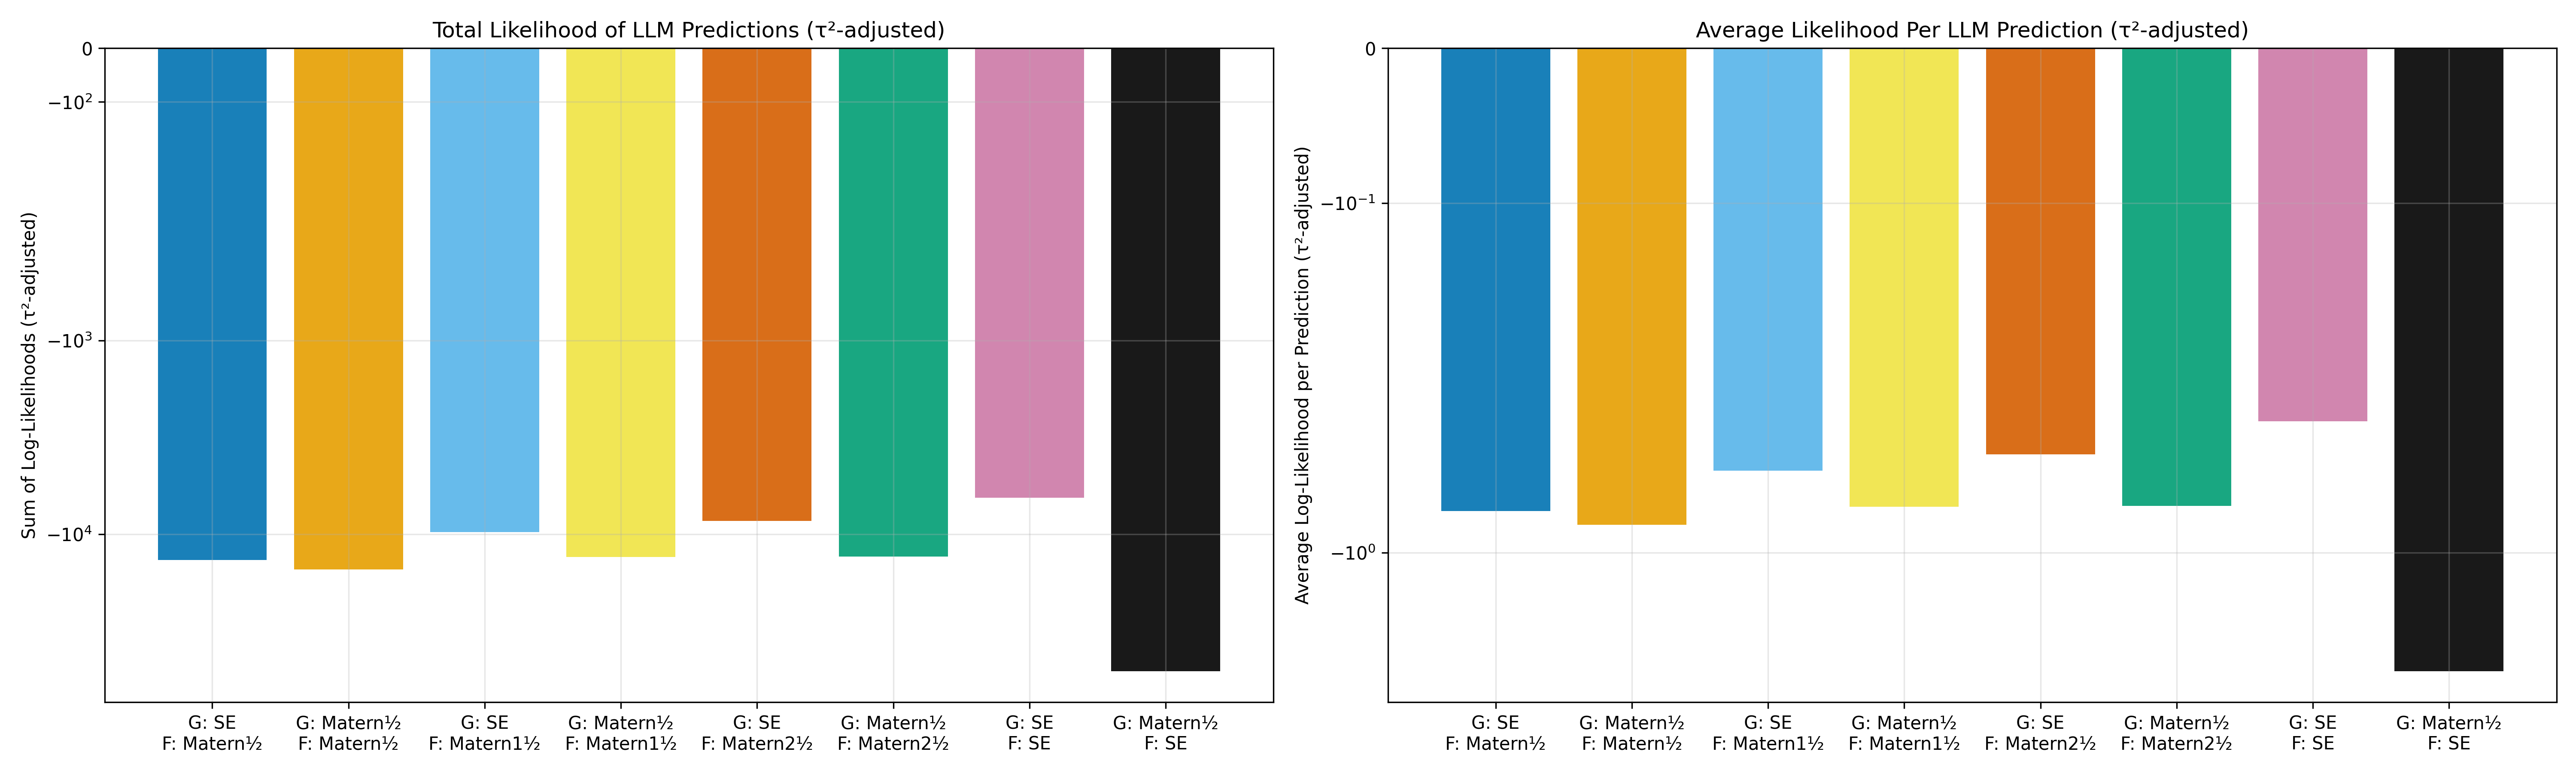 Total Likelihood of LLM Predictions (τ²-adjusted)
Sum of Log-Likelihoods (τ²-adjusted)
0
−10²
−10³
−10⁴
G: SE
F: Matern½
G: Matern½
F: Matern½
G: SE
F: Matern1½
G: Matern½
F: Matern1½
G: SE
F: Matern2½
G: Matern½
F: Matern2½
G: SE
F: SE
G: Matern½
F: SE
Average Likelihood Per LLM Prediction (τ²-adjusted)
Average Log-Likelihood per Prediction (τ²-adjusted)
0
−10⁻¹
−10⁰
G: SE
F: Matern½
G: Matern½
F: Matern½
G: SE
F: Matern1½
G: Matern½
F: Matern1½
G: SE
F: Matern2½
G: Matern½
F: Matern2½
G: SE
F: SE
G: Matern½
F: SE